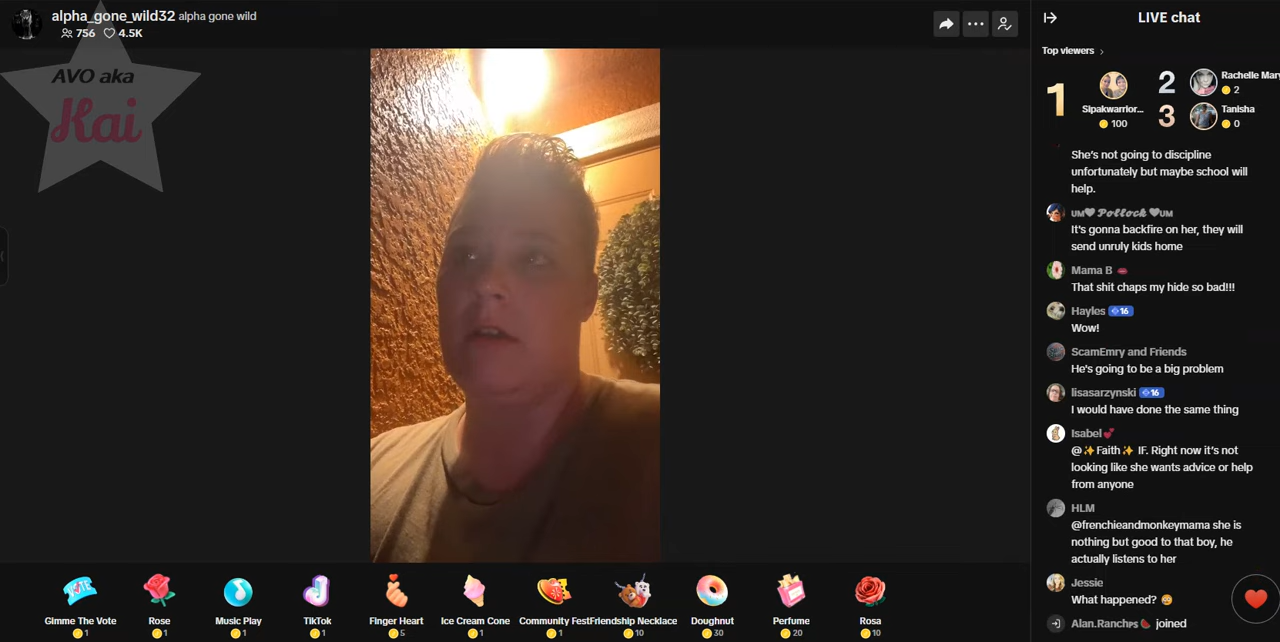 alpha_gone_wild32 alpha gone wild
756 4.5K
AVO aka
Kai
LIVE chat
Top viewers
1
Sipakwarrior...
100
2
Rachelle Mar
2
3
Tanisha
0
She's not going to discipline
unfortunately but maybe school will
help.
UM🖤 𝓟𝓸𝓵𝓵𝓸𝓬𝓴 🖤UM
It's gonna backfire on her, they will
send unruly kids home
Mama B 👄
That shit chaps my hide so bad!!!
Hayles 16
Wow!
ScamEmry and Friends
He's going to be a big problem
lisasarzynski 16
I would have done the same thing
Isabel💕
@✨Faith✨ IF. Right now it's not
looking like she wants advice or help
from anyone
HLM
@frenchieandmonkeymama she is
nothing but good to that boy, he
actually listens to her
Jessie
What happened?
joined
Gimme The Vote
1
Rose
1
Music Play
1
TikTok
1
Finger Heart
5
Ice Cream Cone
1
Community Fest
1
Friendship Necklace
10
Doughnut
30
Perfume
20
Rosa
10